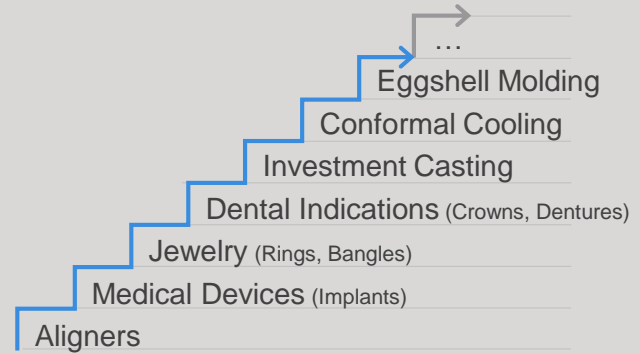 …
Eggshell Molding
Conformal Cooling
Investment Casting
Dental Indications (Crowns, Dentures)
Jewelry (Rings, Bangles)
Medical Devices (Implants)
Aligners